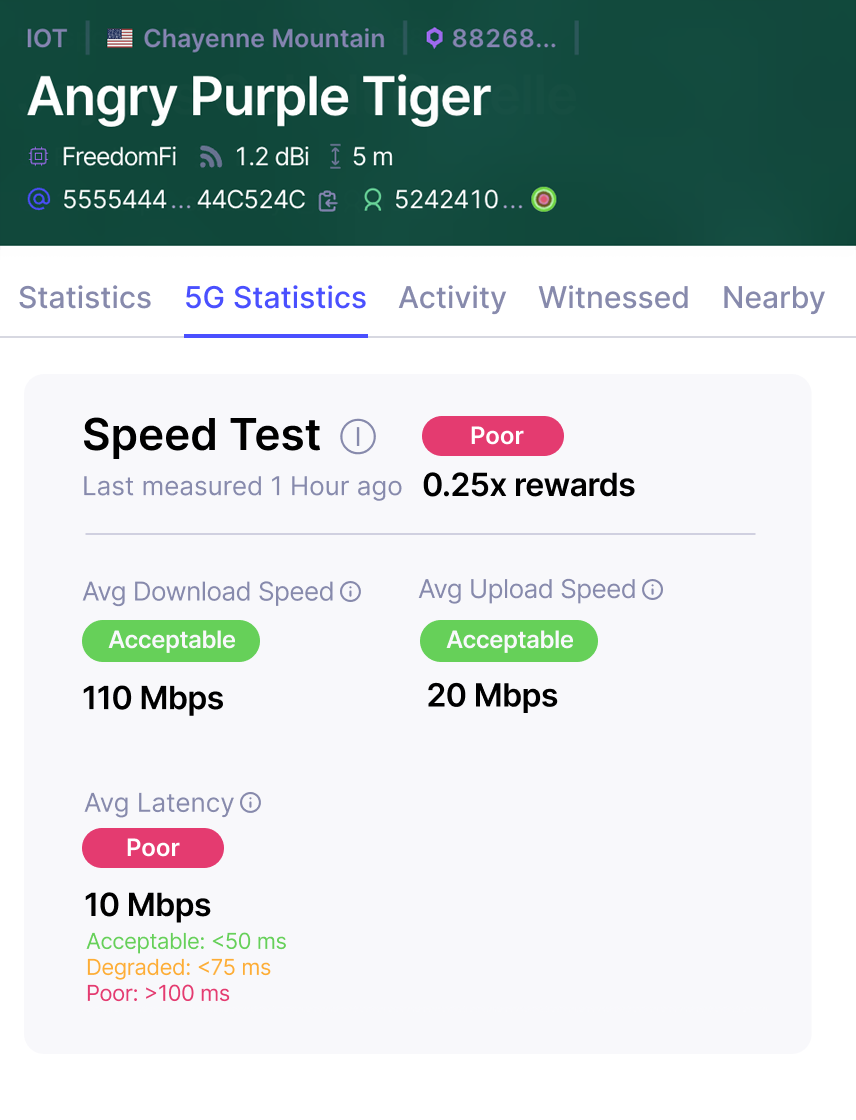 IOT | Chayenne Mountain | 88268... |
Angry Purple Tiger
FreedomFi 1.2 dBi 5 m
5555444...44C524C 5242410...
Statistics 5G Statistics Activity Witnessed Nearby
Speed Test Poor
Last measured 1 Hour ago 0.25x rewards
Avg Download Speed Avg Upload Speed
Acceptable Acceptable
110 Mbps 20 Mbps
Avg Latency
Poor
10 Mbps
Acceptable: <50 ms
Degraded: <75 ms
Poor: >100 ms